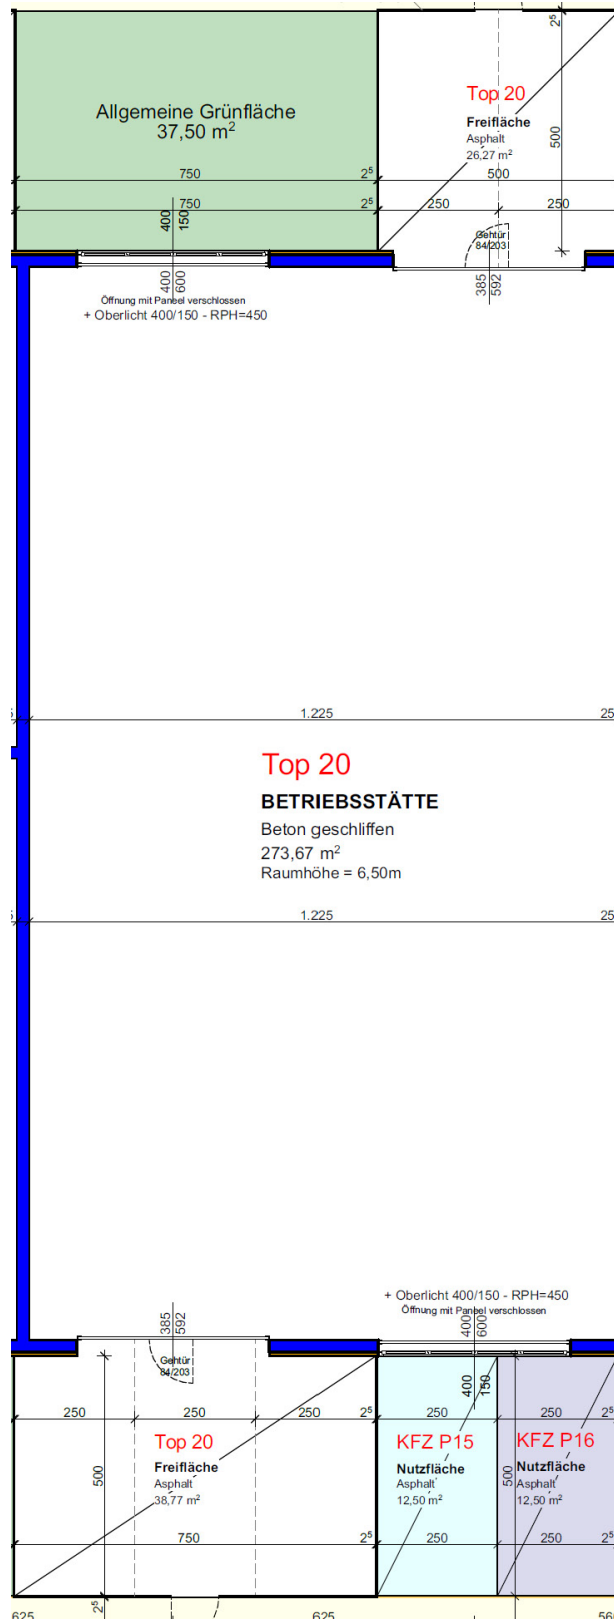 2⁵
Top 20
Freifläche
Asphalt
26,27 m²
500
Allgemeine Grünfläche
37,50 m²
750
2⁵
500
750
2⁵
250
250
400
150
Gehtür
84/203
400
600
385
592
Öffnung mit Paneel verschlossen
+ Oberlicht 400/150 - RPH=450
1.225
25
Top 20
BETRIEBSSTÄTTE
Beton geschliffen
273,67 m²
Raumhöhe = 6,50m
1.225
25
+ Oberlicht 400/150 - RPH=450
Öffnung mit Paneel verschlossen
385
592
400
600
Gehtür
84/203
400
150
250
250
250
2⁵
250
250
2⁵
Top 20
Freifläche
Asphalt
38,77 m²
KFZ P15
Nutzfläche
Asphalt
12,50 m²
KFZ P16
Nutzfläche
Asphalt
12,50 m²
500
500
750
2⁵
250
250
2⁵
2⁵
625
625